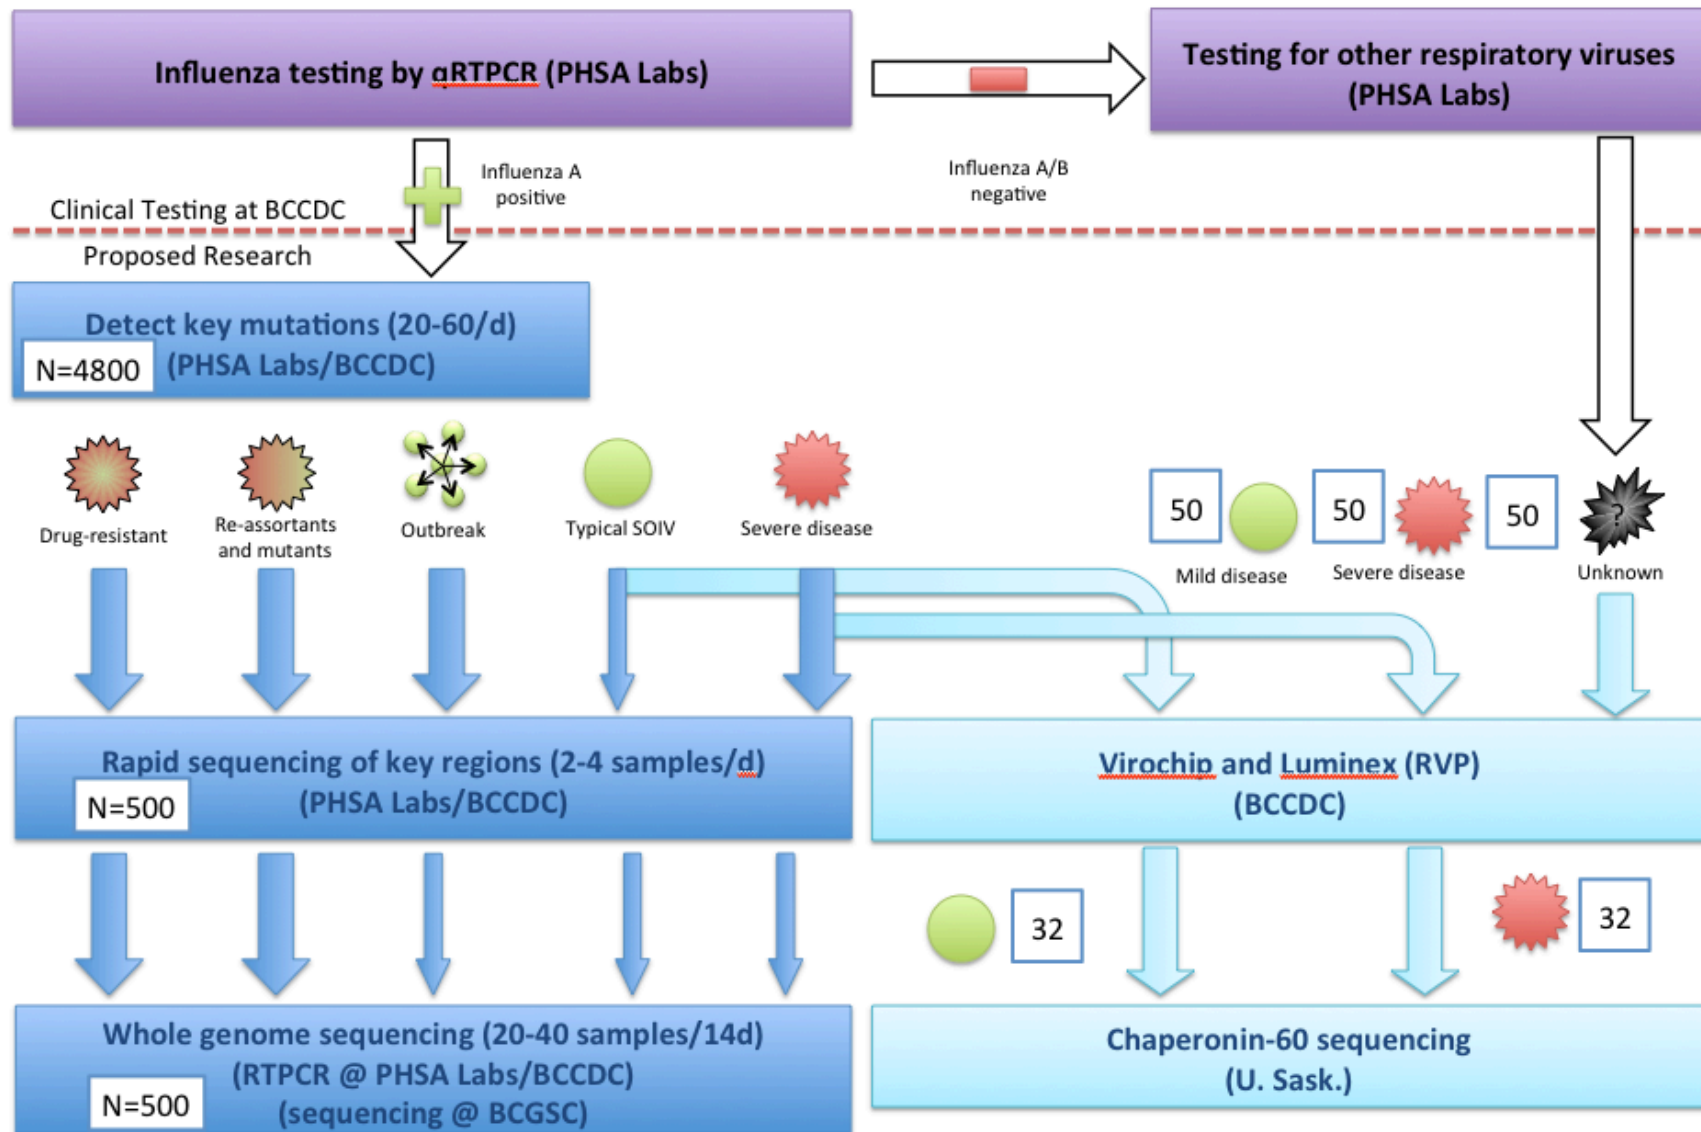 Influenza testing by qRTPCR (PHSA Labs)
Testing for other respiratory viruses
(PHSA Labs)
Influenza A
positive
Influenza A/B
negative
Clinical Testing at BCCDC
Proposed Research
Detect key mutations (20-60/d)
(PHSA Labs/BCCDC)
N=4800
Drug-resistant
Re-assortants
and mutants
Outbreak
Typical SOIV
Severe disease
50
50
50
?
Mild disease
Severe disease
Unknown
Rapid sequencing of key regions (2-4 samples/d)
(PHSA Labs/BCCDC)
N=500
Virochip and Luminex (RVP)
(BCCDC)
32
32
Whole genome sequencing (20-40 samples/14d)
(RTPCR @ PHSA Labs/BCCDC)
(sequencing @ BCGSC)
N=500
Chaperonin-60 sequencing
(U. Sask.)